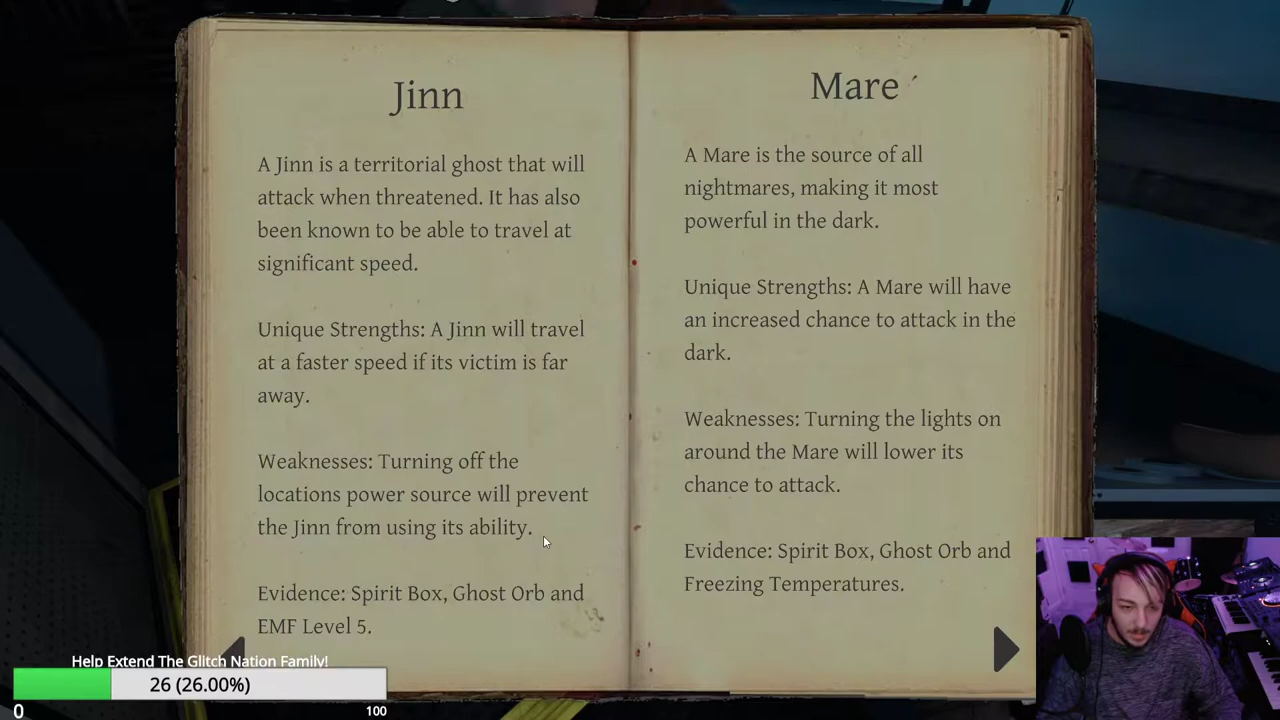 Jinn
A Jinn is a territorial ghost that will
attack when threatened. It has also
been known to be able to travel at
significant speed.
Unique Strengths: A Jinn will travel
at a faster speed if its victim is far
away.
Weaknesses: Turning off the
locations power source will prevent
the Jinn from using its ability.
Evidence: Spirit Box, Ghost Orb and
EMF Level 5.
Mare
A Mare is the source of all
nightmares, making it most
powerful in the dark.
Unique Strengths: A Mare will have
an increased chance to attack in the
dark.
Weaknesses: Turning the lights on
around the Mare will lower its
chance to attack.
Evidence: Spirit Box, Ghost Orb and
Freezing Temperatures.
Help Extend The Glitch Nation Family!
26 (26.00%)
0
100